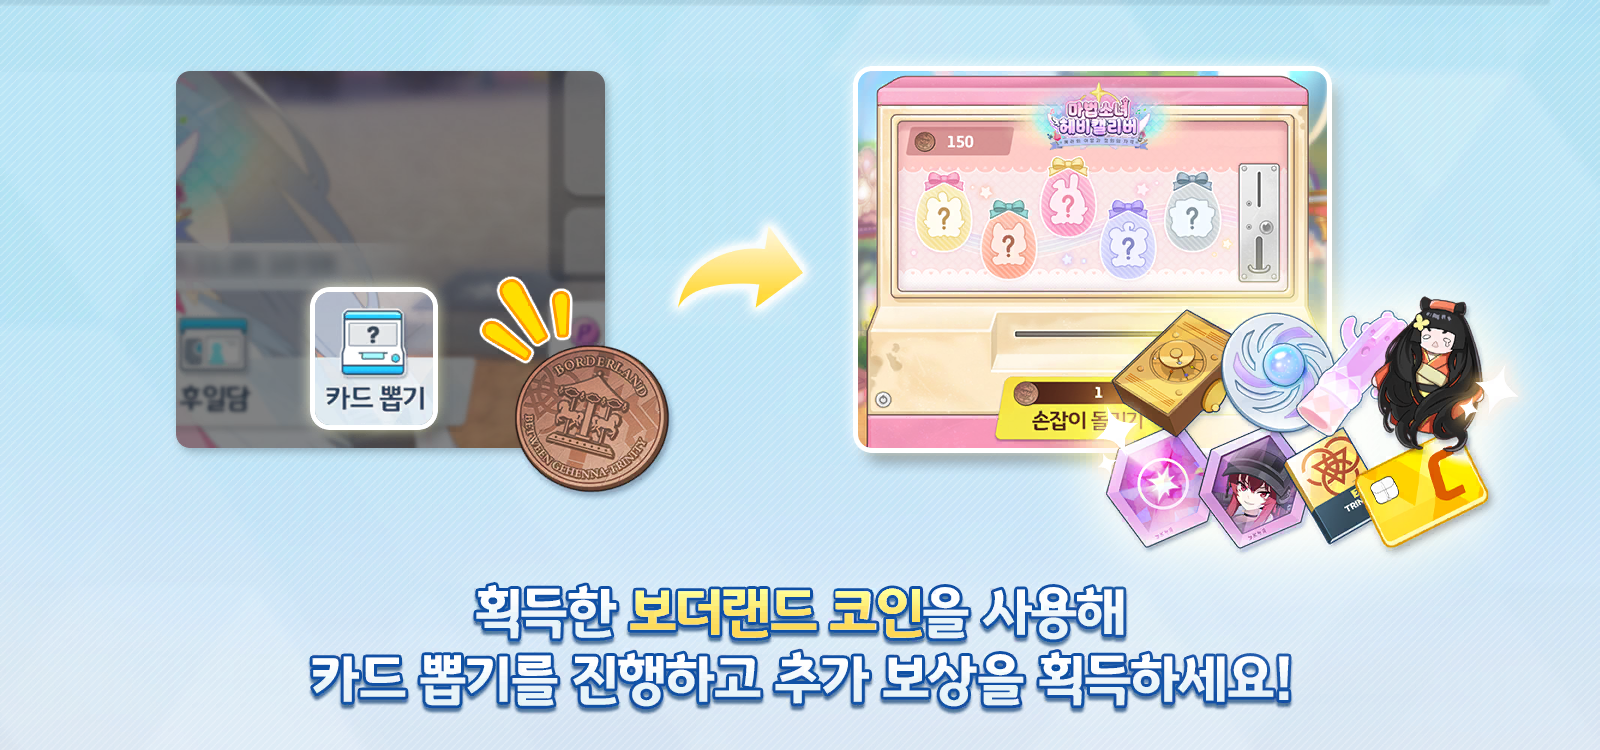 후일담
카드 뽑기
BORDERLAND
BETWEEN GEHENNA-TRINITY
마법소녀
헤비캘리버
150
?
?
?
?
?
1
손잡이 돌리기
획득한 보더랜드 코인을 사용해
카드 뽑기를 진행하고 추가 보상을 획득하세요!